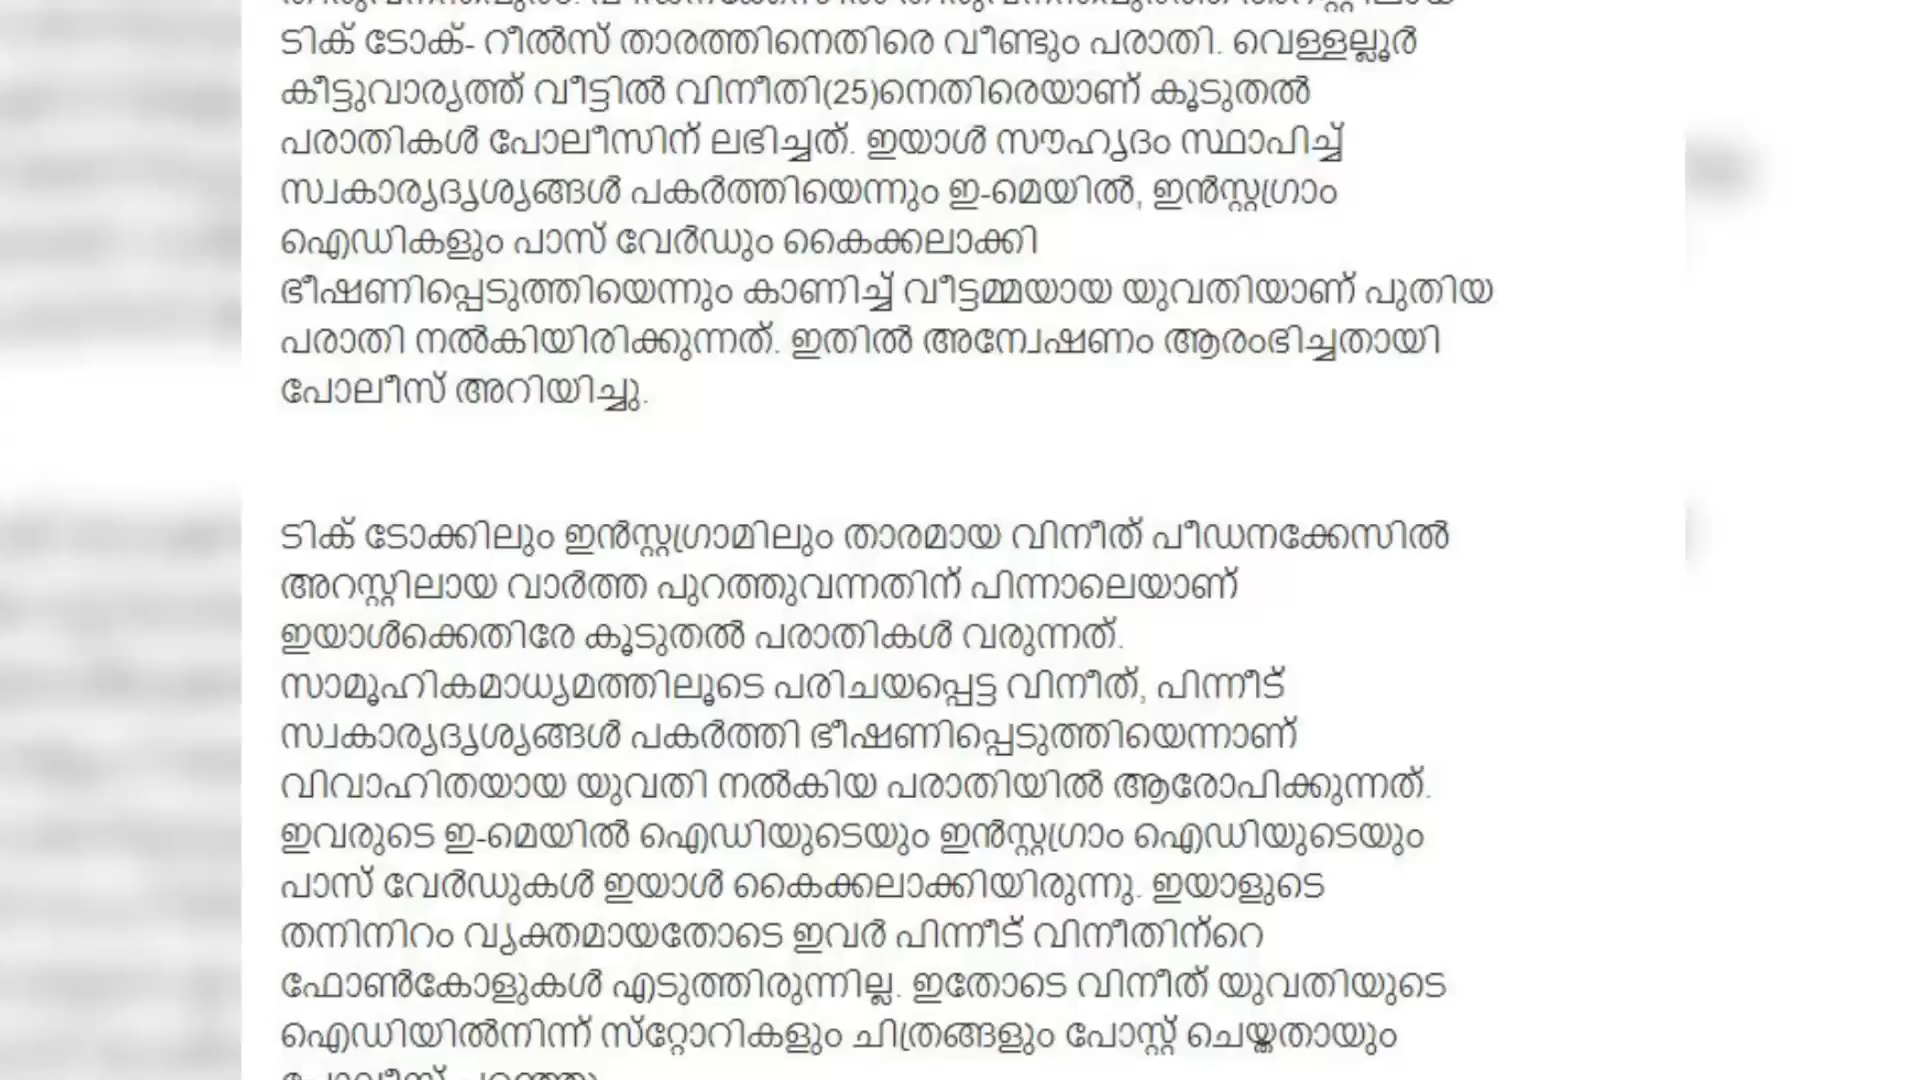 ടിക് ടോക്- റീൽസ് താരത്തിനെതിരെ വീണ്ടും പരാതി. വെള്ളല്ലൂർ
കീട്ടുവാര്യത്ത് വീട്ടിൽ വിനീതി(25)നെതിരെയാണ് കൂടുതൽ
പരാതികൾ പോലീസിന് ലഭിച്ചത്. ഇയാൾ സൗഹൃദം സ്ഥാപിച്ച്
സ്വകാര്യദൃശ്യങ്ങൾ പകർത്തിയെന്നും ഇ-മെയിൽ, ഇൻസ്റ്റഗ്രാം
ഐഡികളും പാസ് വേർഡും കൈക്കലാക്കി
ഭീഷണിപ്പെടുത്തിയെന്നും കാണിച്ച് വീട്ടമ്മയായ യുവതിയാണ് പുതിയ
പരാതി നൽകിയിരിക്കുന്നത്. ഇതിൽ അന്വേഷണം ആരംഭിച്ചതായി
പോലീസ് അറിയിച്ചു.
ടിക് ടോക്കിലും ഇൻസ്റ്റഗ്രാമിലും താരമായ വിനീത് പീഡനക്കേസിൽ
അറസ്റ്റിലായ വാർത്ത പുറത്തുവന്നതിന് പിന്നാലെയാണ്
ഇയാൾക്കെതിരേ കൂടുതൽ പരാതികൾ വരുന്നത്.
സാമൂഹികമാധ്യമത്തിലൂടെ പരിചയപ്പെട്ട വിനീത്, പിന്നീട്
സ്വകാര്യദൃശ്യങ്ങൾ പകർത്തി ഭീഷണിപ്പെടുത്തിയെന്നാണ്
വിവാഹിതയായ യുവതി നൽകിയ പരാതിയിൽ ആരോപിക്കുന്നത്.
ഇവരുടെ ഇ-മെയിൽ ഐഡിയുടെയും ഇൻസ്റ്റഗ്രാം ഐഡിയുടെയും
പാസ് വേർഡുകൾ ഇയാൾ കൈക്കലാക്കിയിരുന്നു. ഇയാളുടെ
തനിനിറം വ്യക്തമായതോടെ ഇവർ പിന്നീട് വിനീതിന്റെ
ഫോൺകോളുകൾ എടുത്തിരുന്നില്ല. ഇതോടെ വിനീത് യുവതിയുടെ
ഐഡിയിൽനിന്ന് സ്റ്റോറികളും ചിത്രങ്ങളും പോസ്റ്റ് ചെയ്തതായും